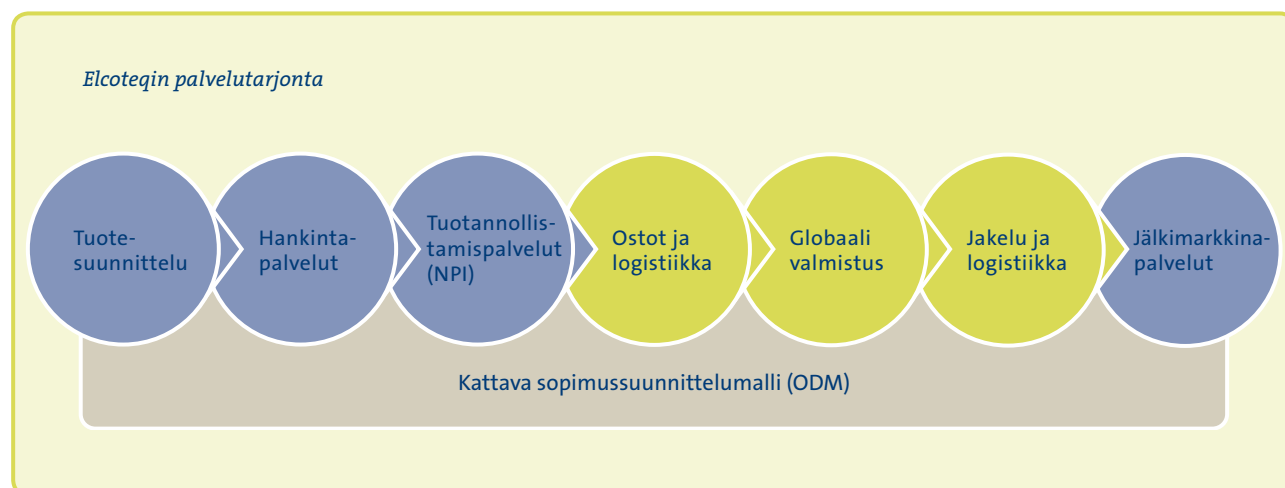 Elcoteqin palvelutarjonta
Tuote-
suunnittelu
Hankinta-
palvelut
Tuotannollis-
tamispalvelut
(NPI)
Ostot ja
logistiikka
Globaali
valmistus
Jakelu ja
logistiikka
Jälkimarkkina-
palvelut
Kattava sopimussuunnittelumalli (ODM)